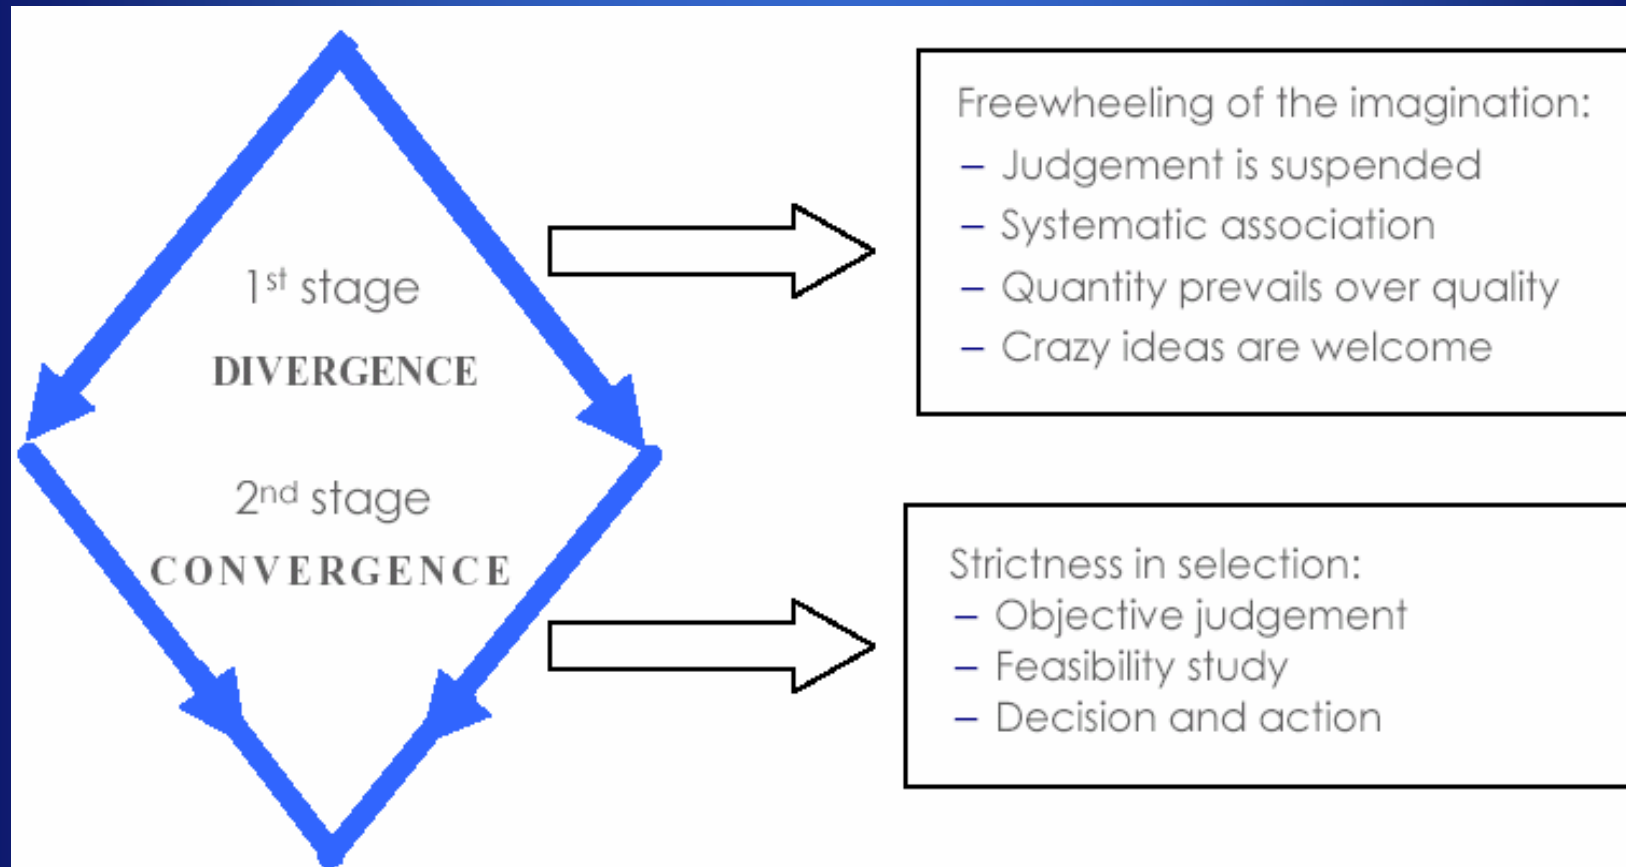 1st stage
DIVERGENCE
2nd stage
CONVERGENCE
Freewheeling of the imagination:
– Judgement is suspended
– Systematic association
– Quantity prevails over quality
– Crazy ideas are welcome
Strictness in selection:
– Objective judgement
– Feasibility study
– Decision and action